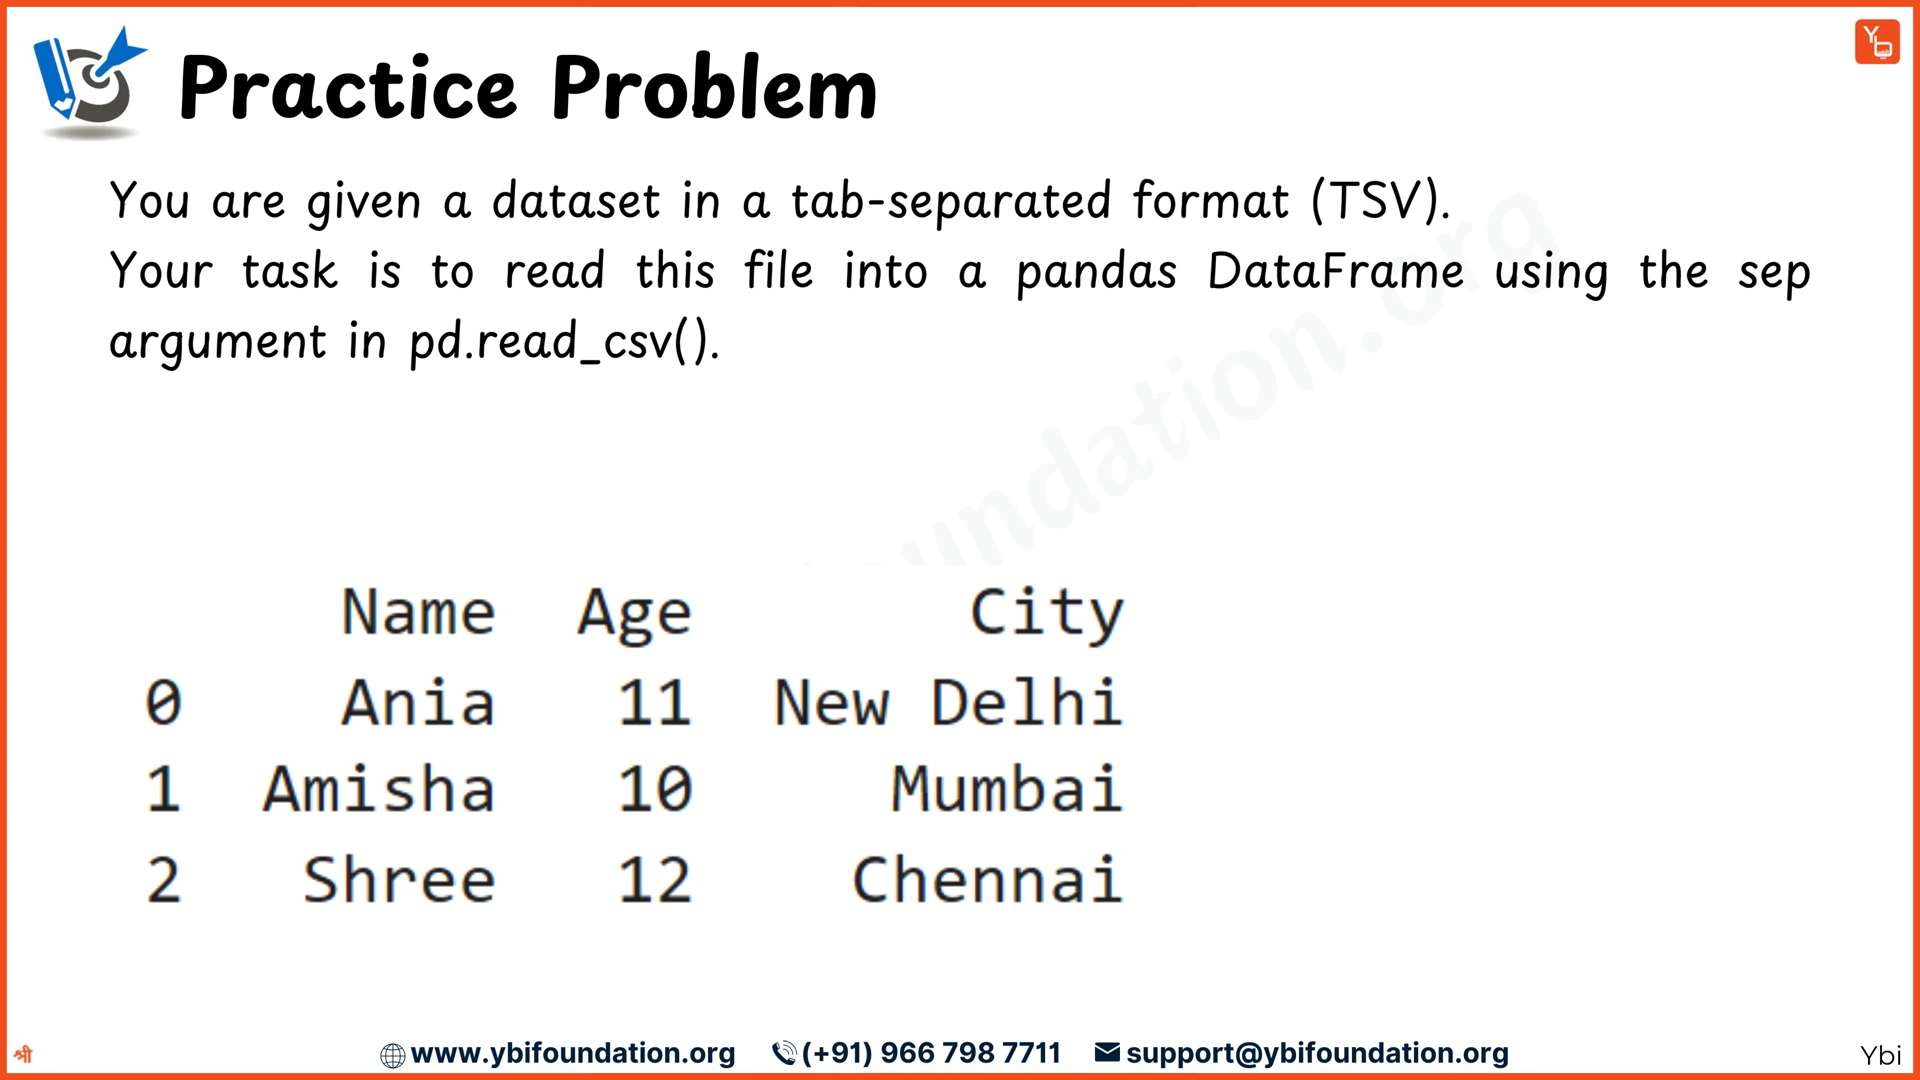 Practice Problem
You are given a dataset in a tab-separated format (TSV).
Your task is to read this file into a pandas DataFrame using the sep
argument in pd.read_csv().
oundation.org
Name Age City
0 Ania 11 New Delhi
1 Amisha 10 Mumbai
2 Shree 12 Chennai
श्री
www.ybifoundation.org (+91) 966 798 7711 support@ybifoundation.org
Ybi